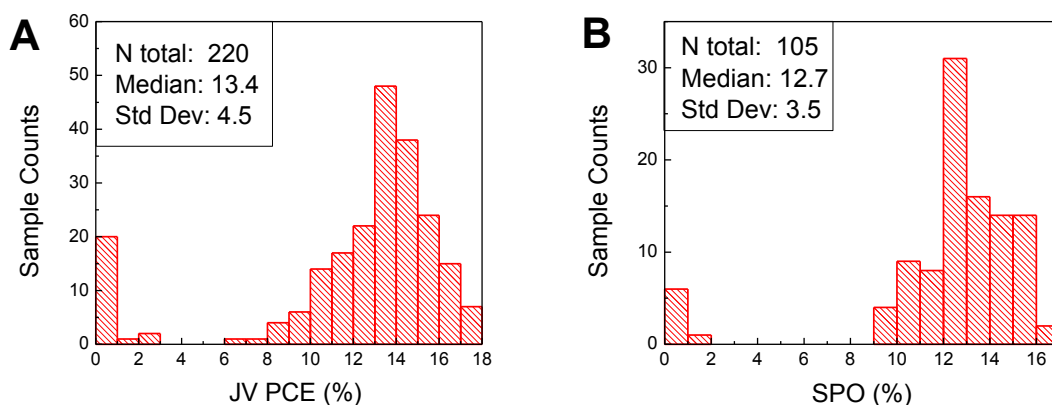 A
N total: 220
Median: 13.4
Std Dev: 4.5
Sample Counts
60
50
40
30
20
10
0
0 2 4 6 8 10 12 14 16 18
JV PCE (%)
B
N total: 105
Median: 12.7
Std Dev: 3.5
Sample Counts
30
20
10
0
0 2 4 6 8 10 12 14 16
SPO (%)